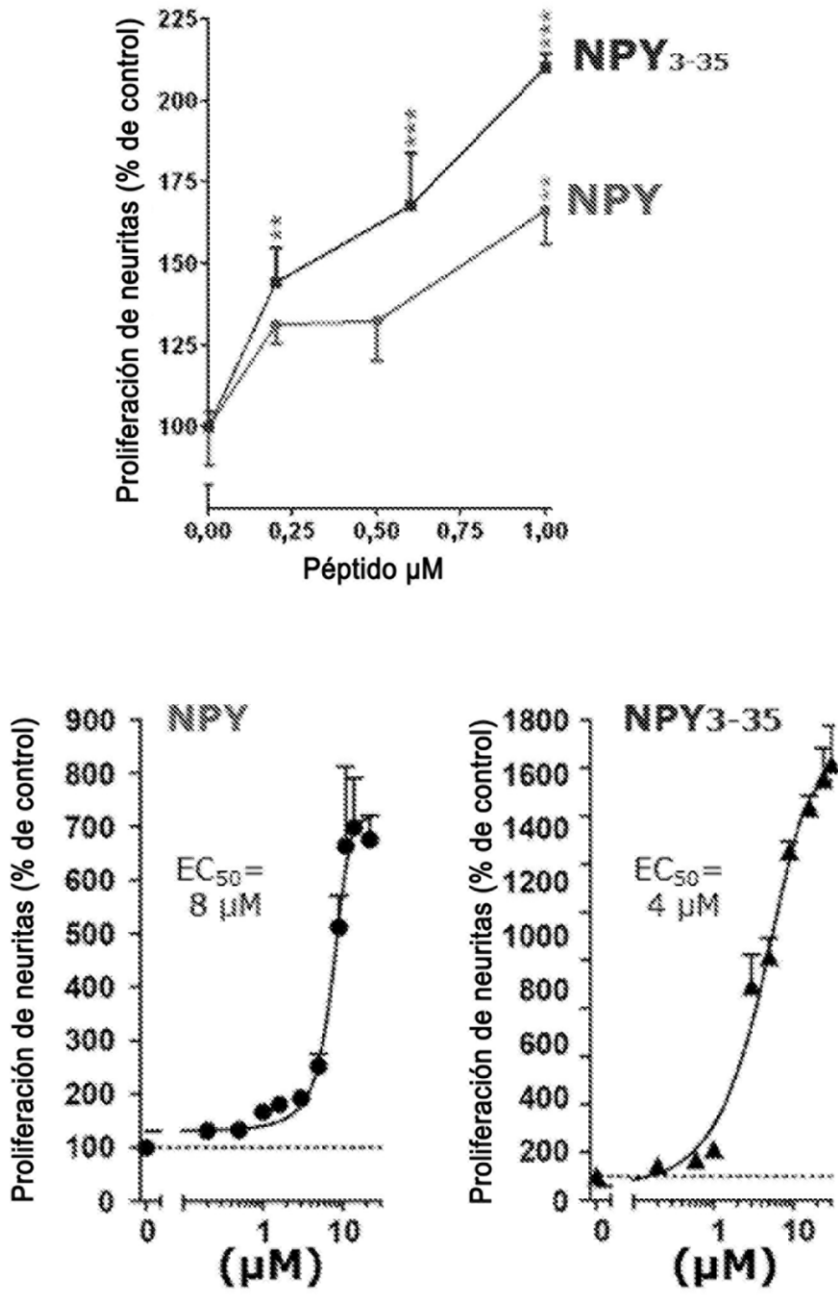 Proliferación de neuritas (% de control)
225
200
175
150
125
100
0,00 0,25 0,50 0,75 1,00
Péptido µM
**
***
****
NPY3-35
**
NPY
Proliferación de neuritas (% de control)
900
800
700
600
500
400
300
200
100
0
NPY
EC50=
8 µM
0 1 10
(µM)
Proliferación de neuritas (% de control)
1800
1600
1400
1200
1000
800
600
400
200
0
NPY3-35
EC50=
4 µM
0 1 10
(µM)